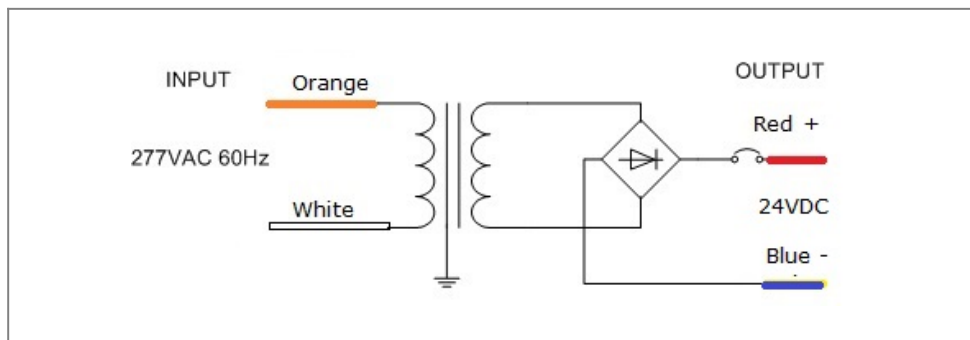 INPUT
Orange
277VAC 60Hz
White
OUTPUT
Red +
24VDC
Blue -